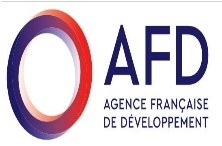 AFD
AGENCE FRANÇAISE
DE DÉVELOPPEMENT